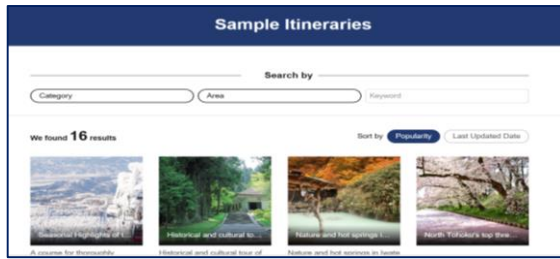 Sample Itineraries
Search by
Category Area Keyword
We found 16 results Sort by Popularity Last Updated Date
Seasonal Highlights of t... Historical and cultural to... Nature and hot springs i... North Tohoku's top thre...
A course for thoroughly Historical and cultural tour of Nature and hot springs in Iwate